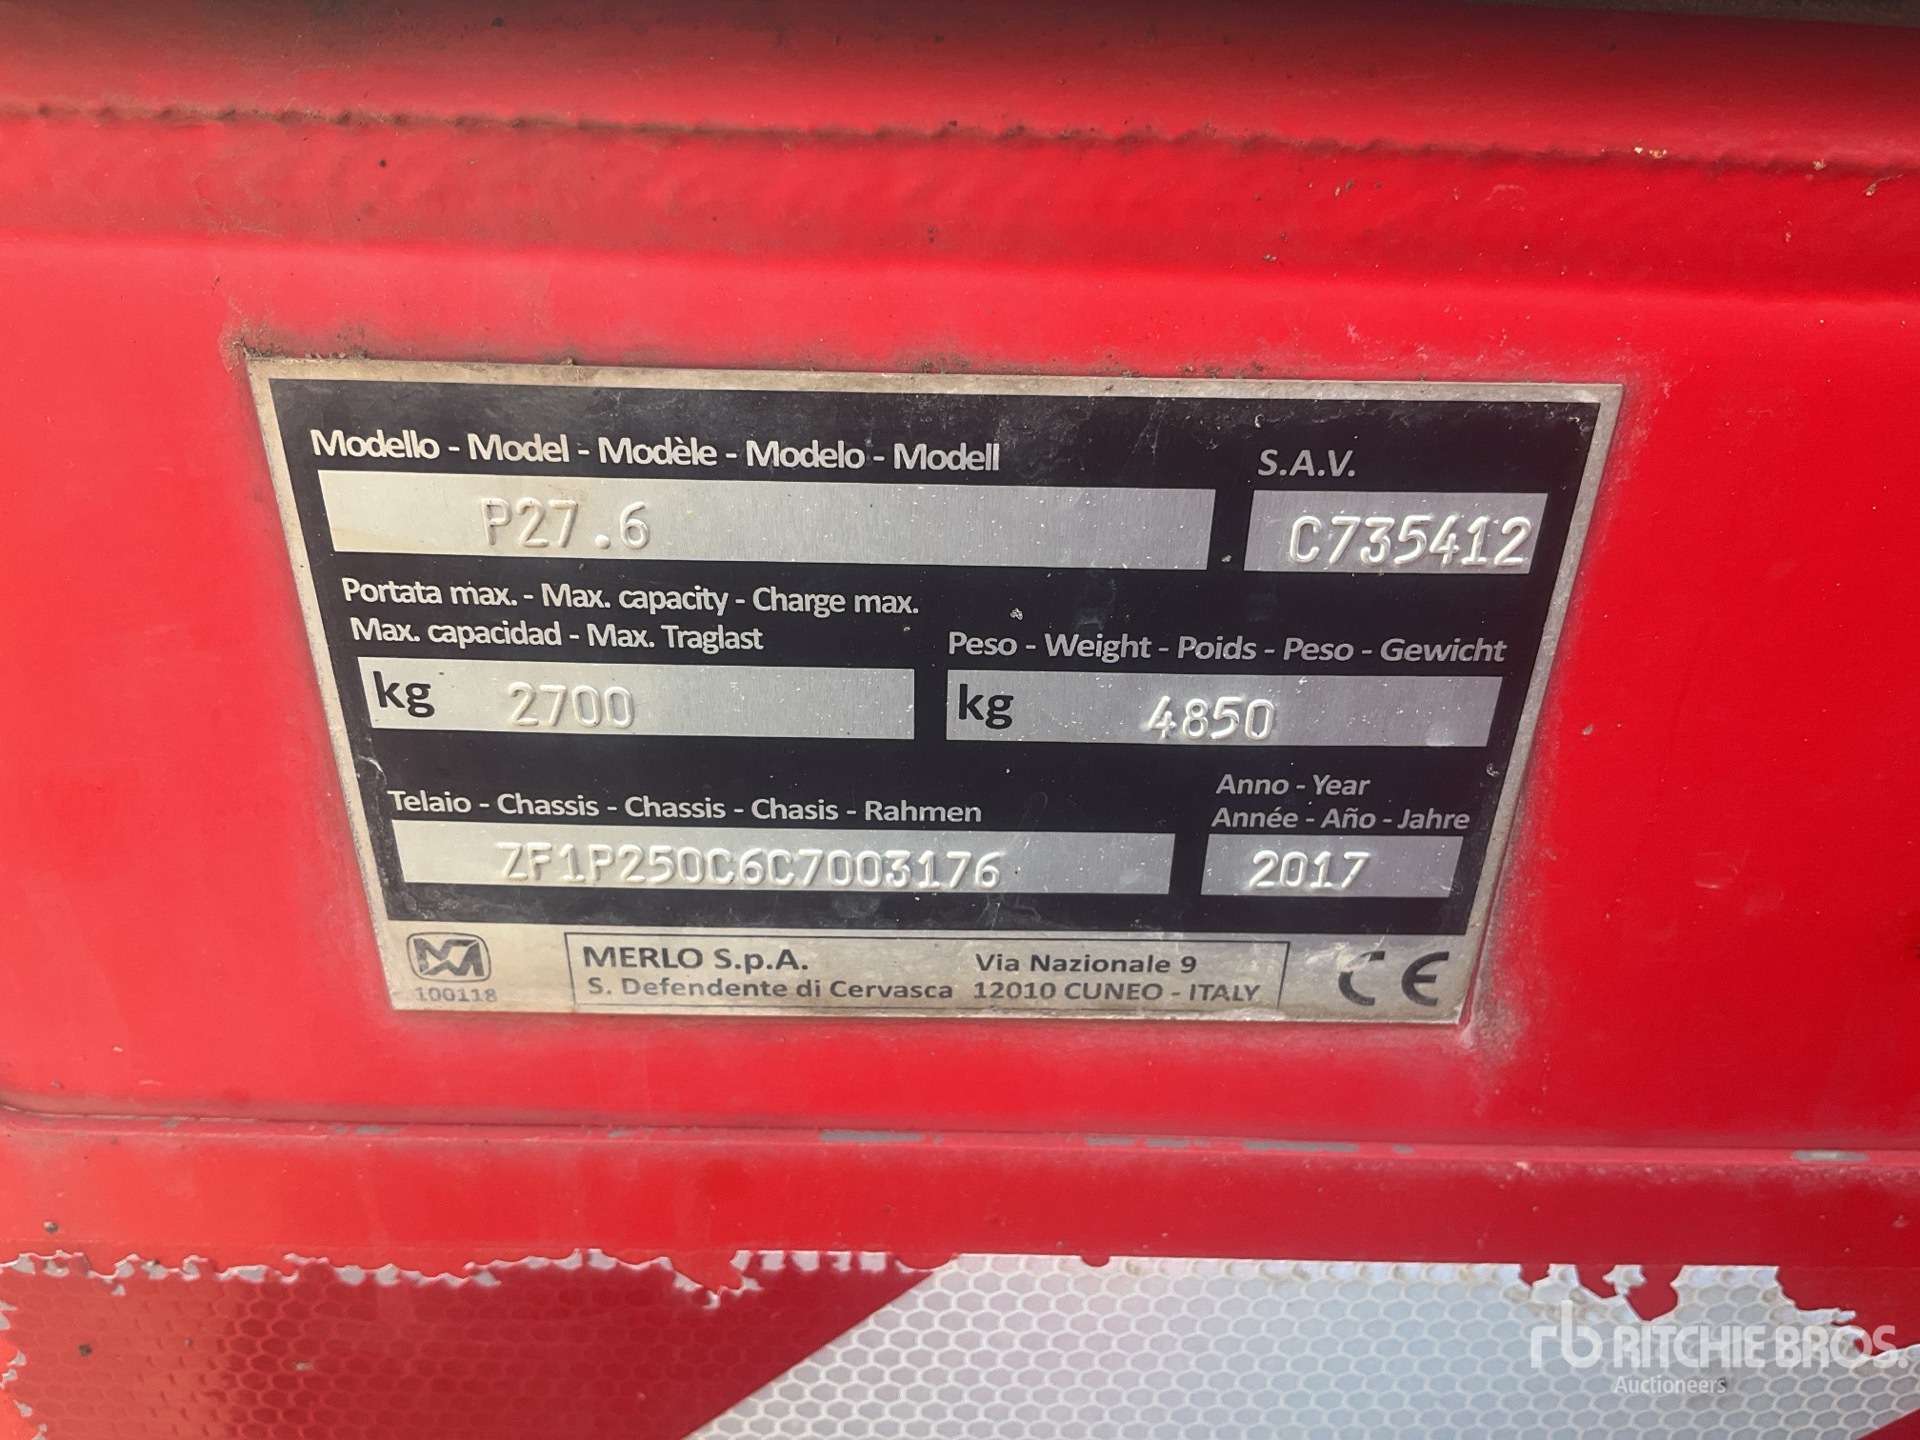 Modello - Model - Modèle - Modelo - Modell
S.A.V.
P27.6
C735412
Portata max. - Max. capacity - Charge max.
Max. capacidad - Max. Traglast
Peso - Weight - Poids - Peso - Gewicht
kg 2700
kg 4850
Telaio - Chassis - Chassis - Chasis - Rahmen
Anno - Year
Année - Año - Jahre
ZF1P250C6C7003176
2017
100118
MERLO S.p.A.
S. Defendente di Cervasca
Via Nazionale 9
12010 CUNEO - ITALY
CE
rb RITCHIE BROS.
Auctioneers